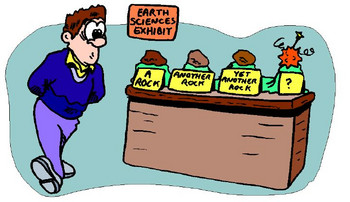 EARTH
SCIENCES
EXHIBIT
A
ROCK
ANOTHER
ROCK
YET
ANOTHER
ROCK
?